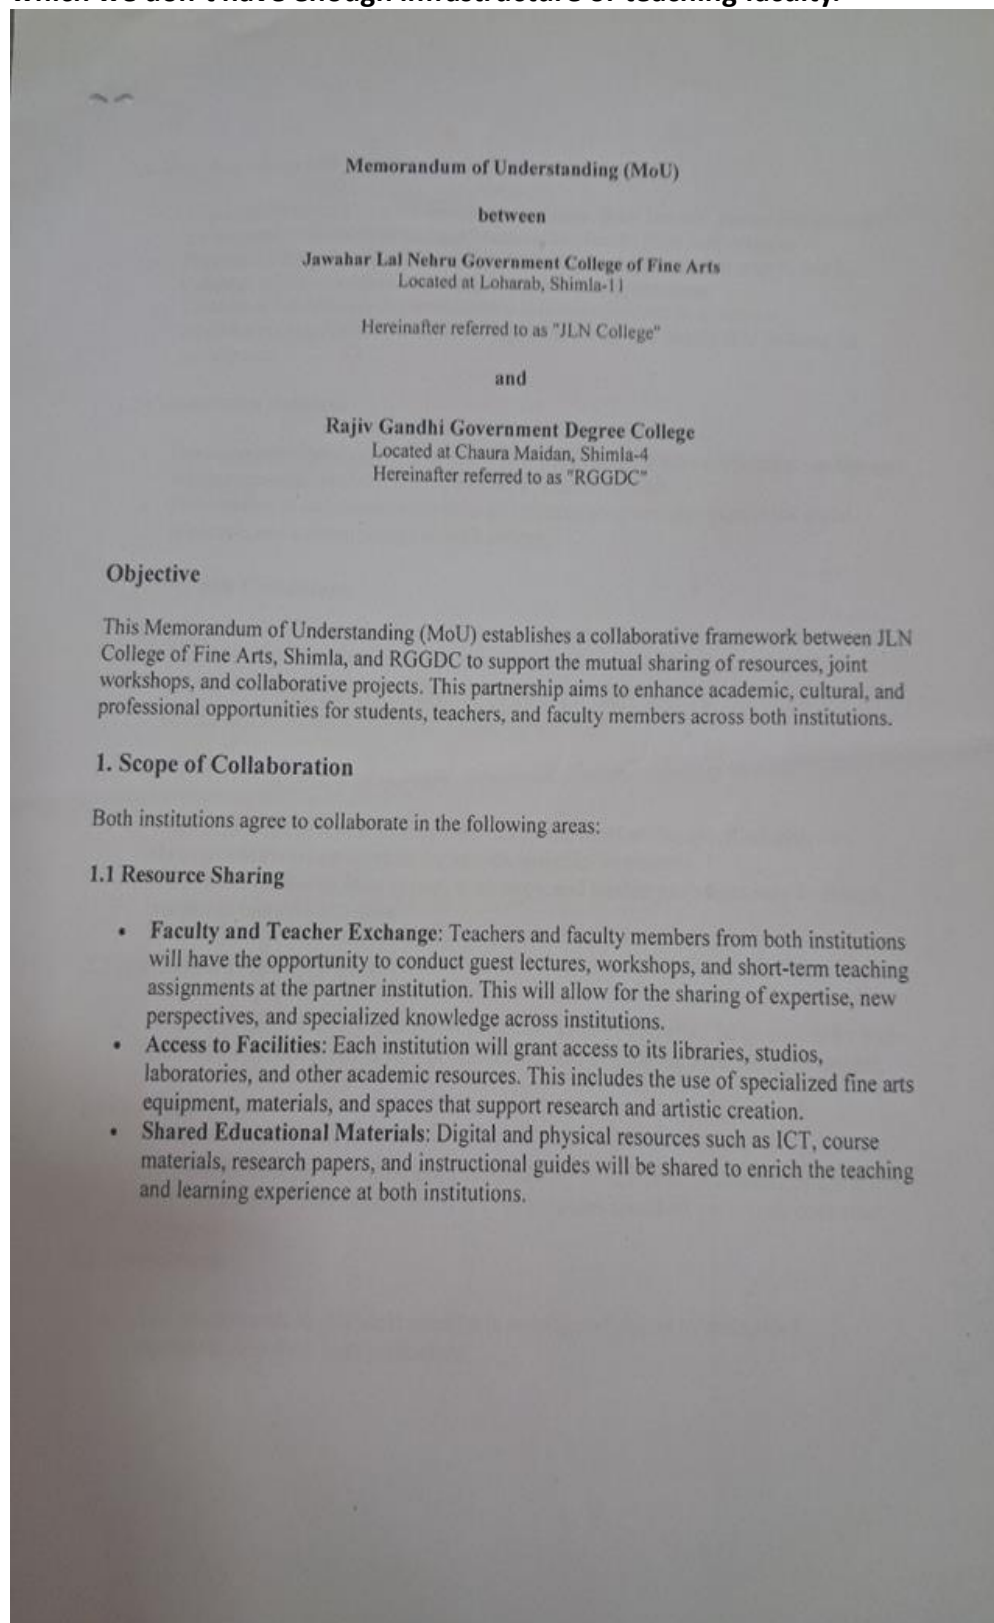 Memorandum of Understanding (MoU)
between
Jawahar Lal Nehru Government College of Fine Arts
Located at Loharab, Shimla-11
Hereinafter referred to as "JLN College"
and
Rajiv Gandhi Government Degree College
Located at Chaura Maidan, Shimla-4
Hereinafter referred to as "RGGDC"
Objective
This Memorandum of Understanding (MoU) establishes a collaborative framework between JLN
College of Fine Arts, Shimla, and RGGDC to support the mutual sharing of resources, joint
workshops, and collaborative projects. This partnership aims to enhance academic, cultural, and
professional opportunities for students, teachers, and faculty members across both institutions.
1. Scope of Collaboration
Both institutions agree to collaborate in the following areas:
1.1 Resource Sharing
• Faculty and Teacher Exchange: Teachers and faculty members from both institutions
will have the opportunity to conduct guest lectures, workshops, and short-term teaching
assignments at the partner institution. This will allow for the sharing of expertise, new
perspectives, and specialized knowledge across institutions.
• Access to Facilities: Each institution will grant access to its libraries, studios,
laboratories, and other academic resources. This includes the use of specialized fine arts
equipment, materials, and spaces that support research and artistic creation.
• Shared Educational Materials: Digital and physical resources such as ICT, course
materials, research papers, and instructional guides will be shared to enrich the teaching
and learning experience at both institutions.